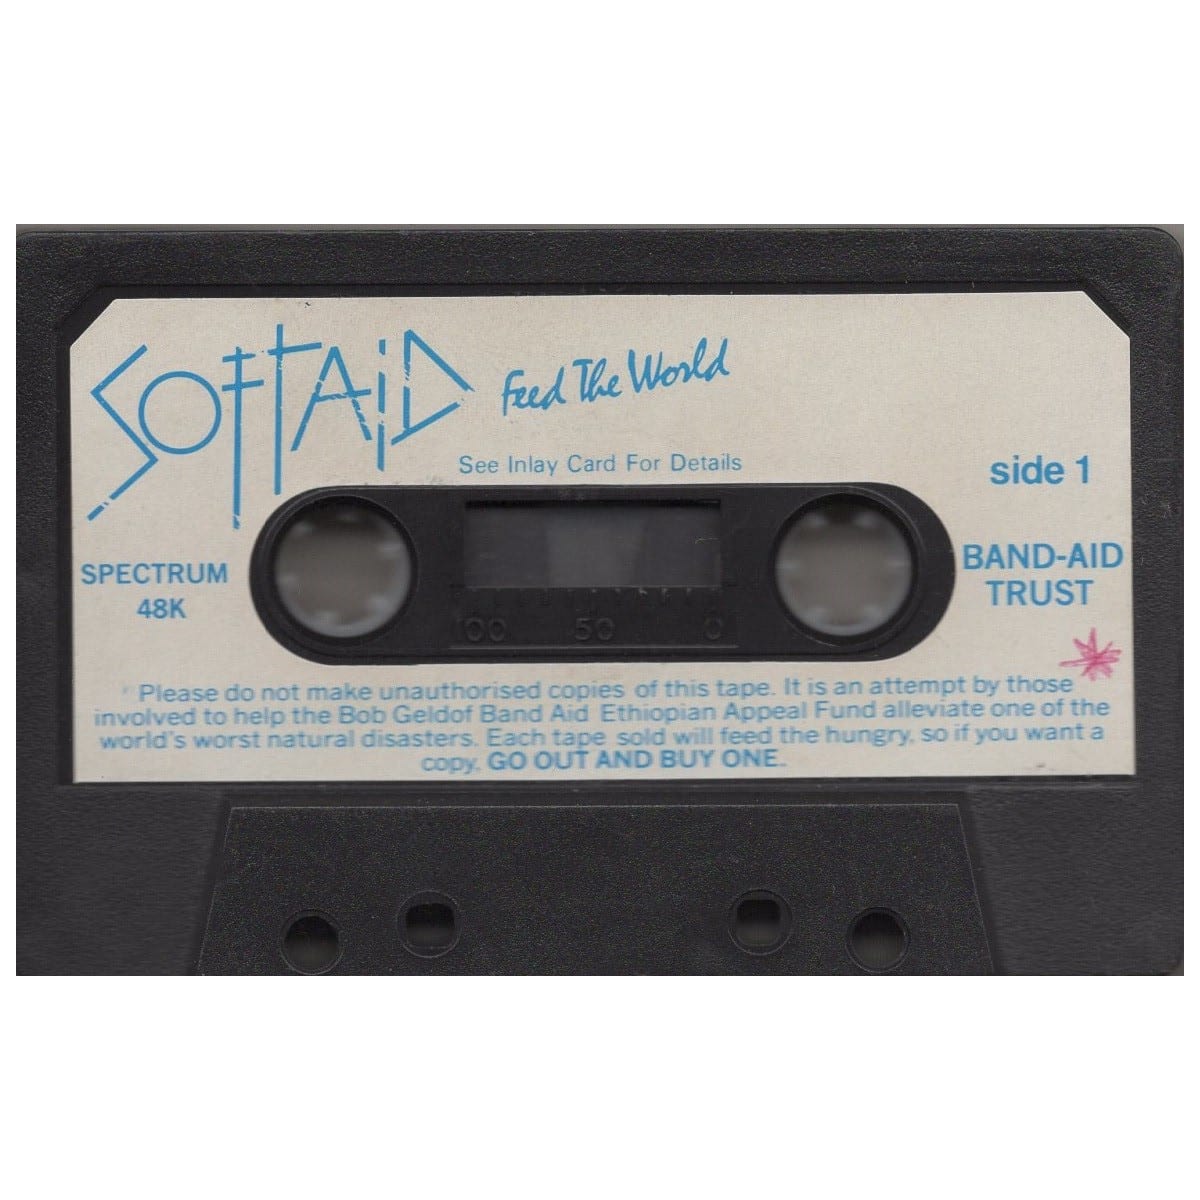 SOFTAID Feed The World
See Inlay Card For Details
side 1
SPECTRUM
48K
BAND-AID
TRUST
100 50 0
Please do not make unauthorised copies of this tape. It is an attempt by those
involved to help the Bob Geldof Band Aid Ethiopian Appeal Fund alleviate one of the
world's worst natural disasters. Each tape sold will feed the hungry, so if you want a
copy, GO OUT AND BUY ONE.